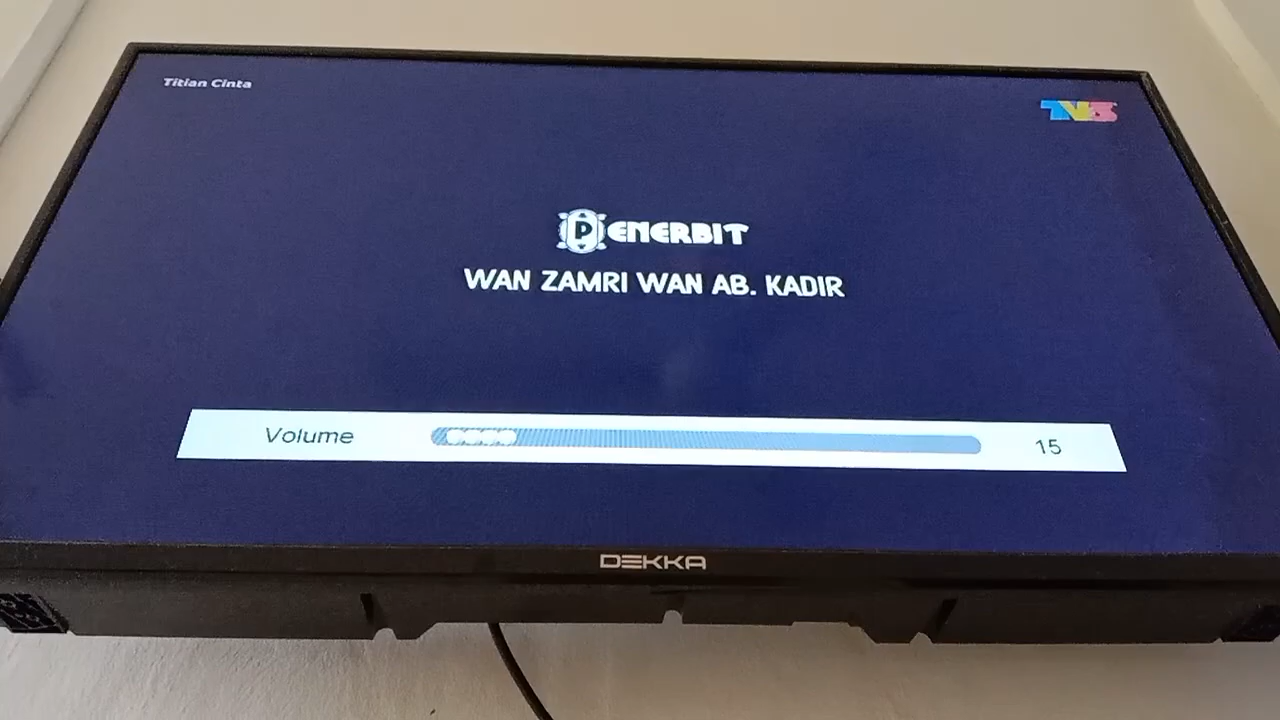 Titian Cinta
TV3
PENERBIT
WAN ZAMRI WAN AB. KADIR
Volume
15
DEKKA